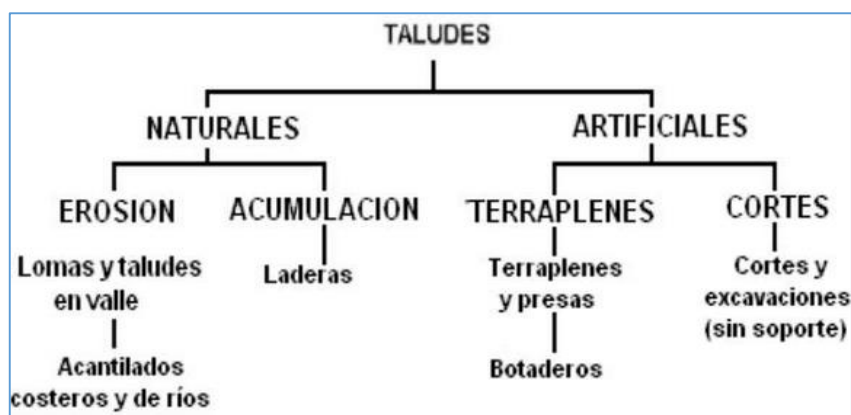 TALUDES
NATURALES
ARTIFICIALES
EROSION
ACUMULACION
TERRAPLENES
CORTES
Lomas y taludes
en valle
Laderas
Terraplenes
y presas
Cortes y
excavaciones
(sin soporte)
Acantilados
costeros y de ríos
Botaderos